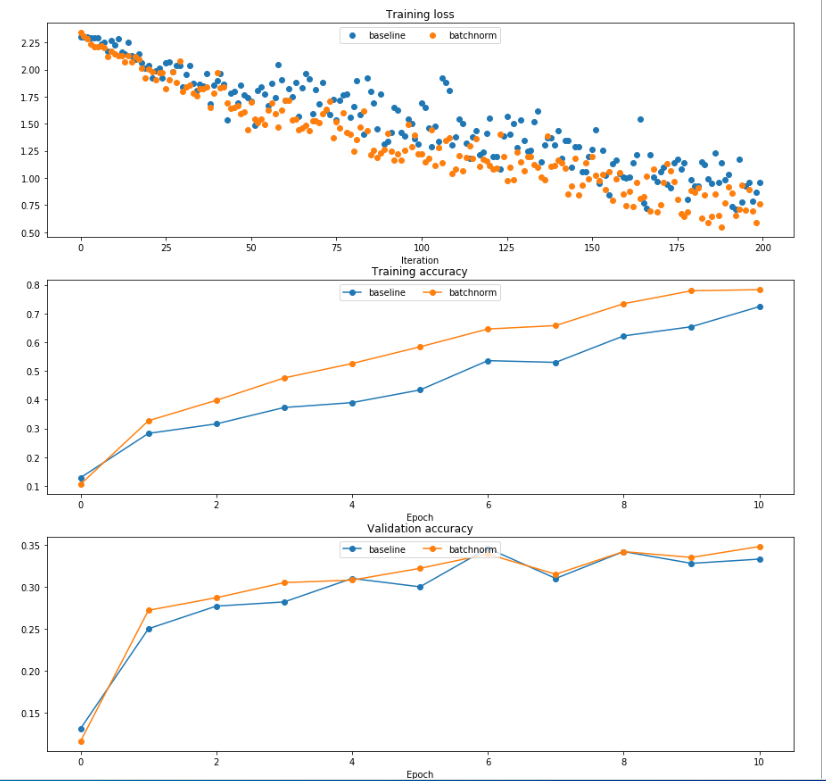 Training loss
baseline batchnorm
2.25
2.00
1.75
1.50
1.25
1.00
0.75
0.50
0 25 50 75 100 125 150 175 200
Iteration
Training accuracy
baseline batchnorm
0.8
0.7
0.6
0.5
0.4
0.3
0.2
0.1
0 2 4 6 8 10
Epoch
Validation accuracy
baseline batchnorm
0.35
0.30
0.25
0.20
0.15
0 2 4 6 8 10
Epoch